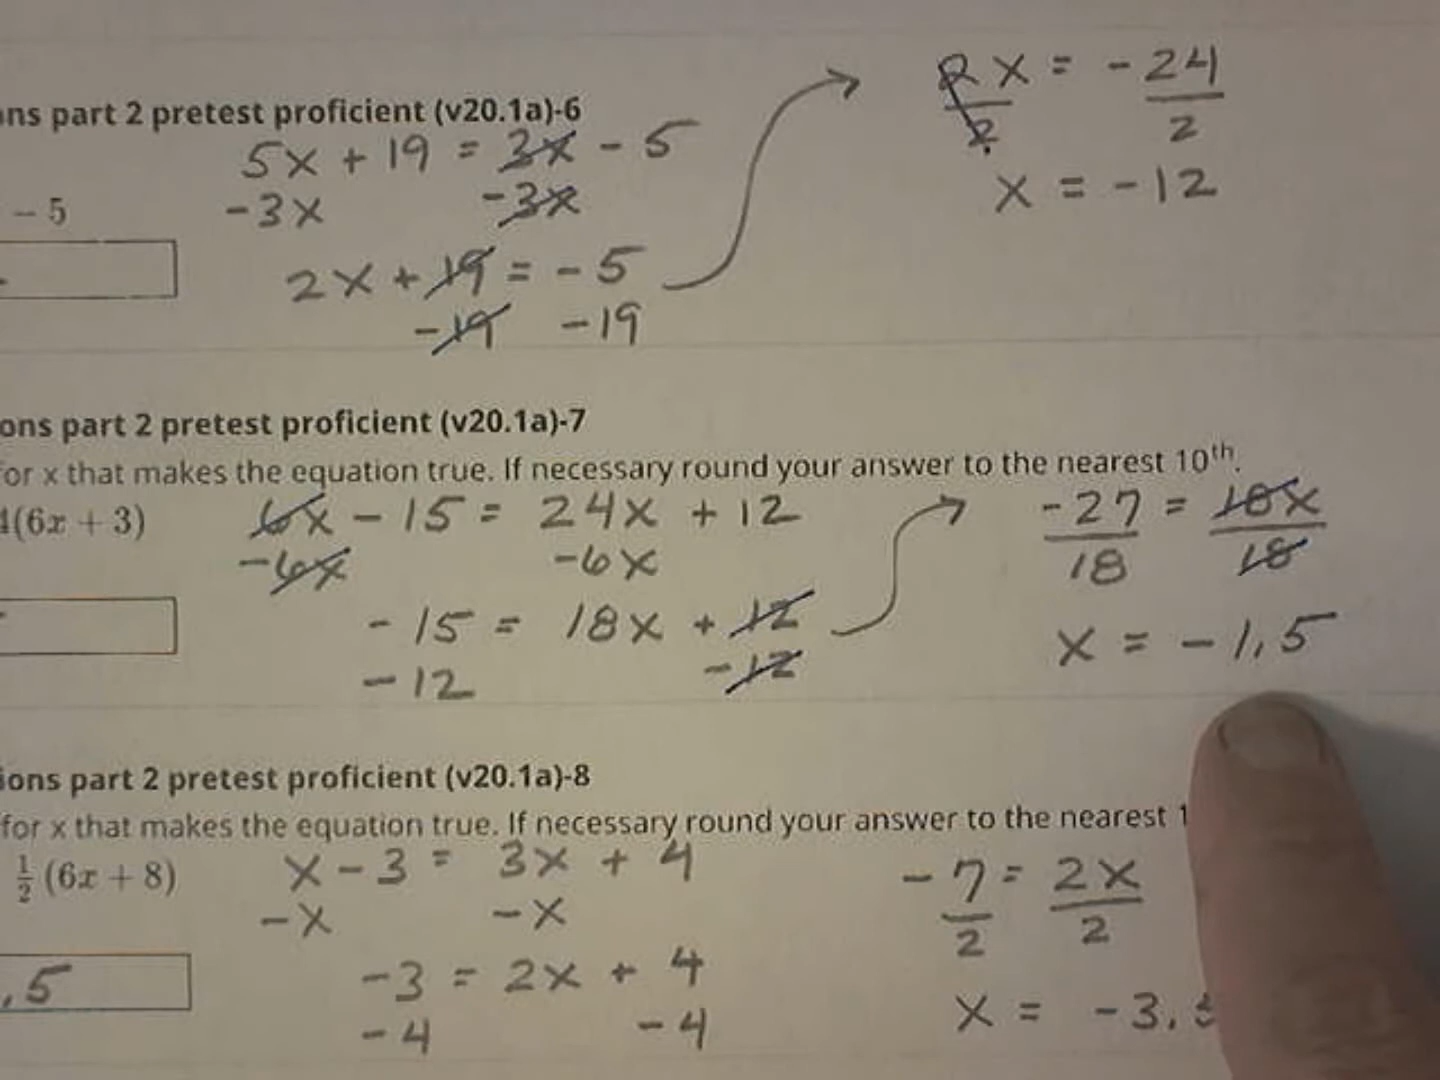 ns part 2 pretest proficient (v20.1a)-6
5x + 19 = 3x - 5
- 5
-3x -3x
2x + 19 = - 5
-19 -19
2x = -24
2 2
x = -12
ons part 2 pretest proficient (v20.1a)-7
for x that makes the equation true. If necessary round your answer to the nearest 10th.
4(6x + 3)
6x - 15 = 24x + 12
-6x -6x
- 15 = 18x + 12
-12 -12
-27 = 18x
18 18
x = -1.5
ions part 2 pretest proficient (v20.1a)-8
for x that makes the equation true. If necessary round your answer to the nearest 1
1/2 (6x + 8)
x - 3 = 3x + 4
-x -x
-3 = 2x + 4
-4 -4
.5
-7 = 2x
2 2
x = -3.